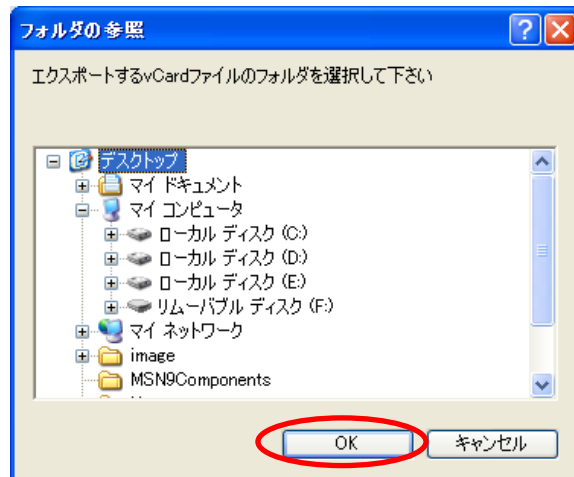 フォルダの参照
エクスポートするvCardファイルのフォルダを選択して下さい
デスクトップ
マイ ドキュメント
マイ コンピュータ
ローカル ディスク (C:)
ローカル ディスク (D:)
ローカル ディスク (E:)
リムーバブル ディスク (F:)
マイ ネットワーク
image
MSN9Components
OK キャンセル